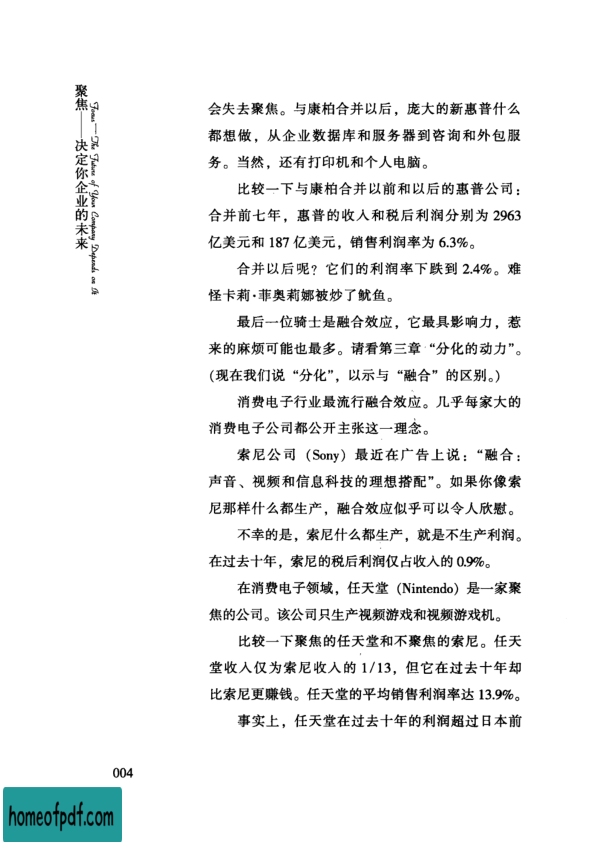 聚焦——决定你企业的未来
Focus—The Future of Your Company Depends on It
会失去聚焦。与康柏合并以后，庞大的新惠普什么
都想做，从企业数据库和服务器到咨询和外包服
务。当然，还有打印机和个人电脑。
比较一下与康柏合并以前和以后的惠普公司：
合并前七年，惠普的收入和税后利润分别为 2963
亿美元和 187 亿美元，销售利润率为 6.3%。
合并以后呢？它们的利润率下跌到 2.4%。难
怪卡莉·菲奥莉娜被炒了鱿鱼。
最后一位骑士是融合效应，它最具影响力，惹
来的麻烦可能也最多。请看第三章“分化的动力”。
(现在我们说“分化”，以示与“融合”的区别。)
消费电子行业最流行融合效应。几乎每家大的
消费电子公司都公开主张这一理念。
索尼公司（Sony）最近在广告上说：“融合：
声音、视频和信息科技的理想搭配”。如果你像索
尼那样什么都生产，融合效应似乎可以令人欣慰。
不幸的是，索尼什么都生产，就是不生产利润。
在过去十年，索尼的税后利润仅占收入的 0.9%。
在消费电子领域，任天堂（Nintendo）是一家聚
焦的公司。该公司只生产视频游戏和视频游戏机。
比较一下聚焦的任天堂和不聚焦的索尼。任天
堂收入仅为索尼收入的 1/13，但它在过去十年却
比索尼更赚钱。任天堂的平均销售利润率达 13.9%。
事实上，任天堂在过去十年的利润超过日本前
004
homeofpdf.com